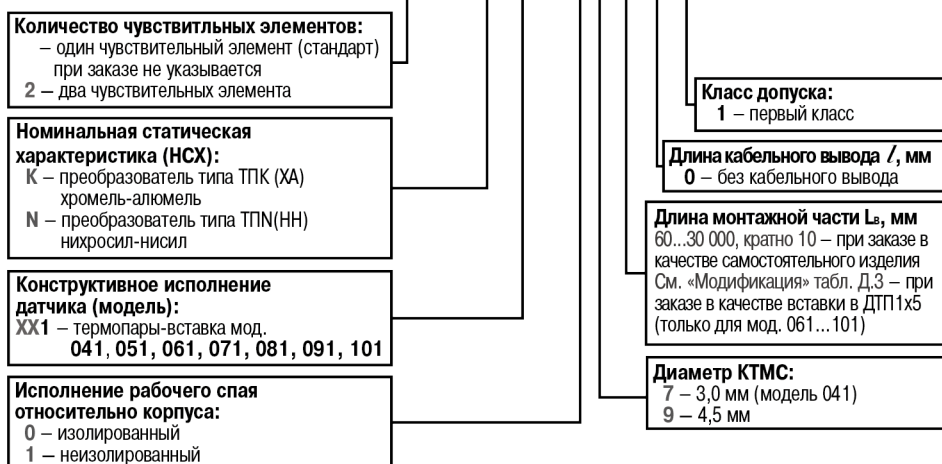 Количество чувствитльных элементов:
– один чувствительный элемент (стандарт)
при заказе не указывается
2 – два чувствительных элемента
Номинальная статическая
характеристика (НСХ):
K – преобразователь типа ТПК (ХА)
хромель-алюмель
N – преобразователь типа ТПN(НН)
нихросил-нисил
Конструктивное исполнение
датчика (модель):
XX1 – термопары-вставка мод.
041, 051, 061, 071, 081, 091, 101
Исполнение рабочего спая
относительно корпуса:
0 – изолированный
1 – неизолированный
Класс допуска:
1 – первый класс
Длина кабельного вывода ℓ, мм
0 – без кабельного вывода
Длина монтажной части Lв, мм
60...30 000, кратно 10 – при заказе в
качестве самостоятельного изделия
См. «Модификация» табл. Д.3 – при
заказе в качестве вставки в ДТП1х5
(только для мод. 061...101)
Диаметр КТМС:
7 – 3,0 мм (модель 041)
9 – 4,5 мм